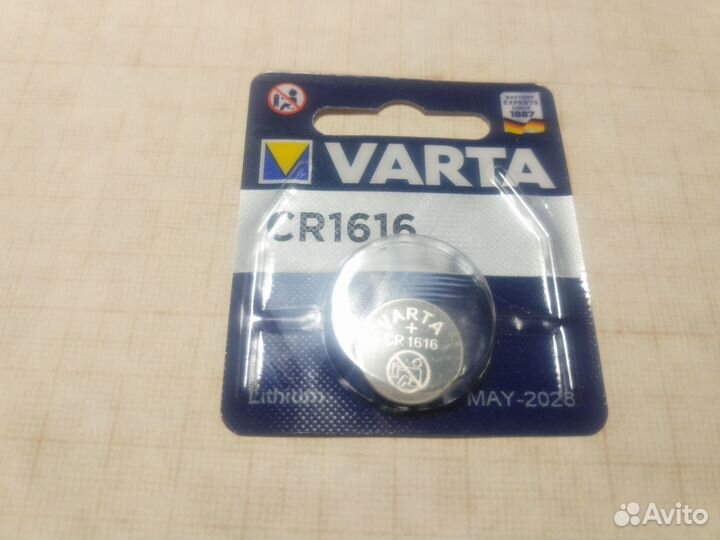 BATTERY
EXPERTS
SINCE
1887
VARTA
CR1616
VARTA
+
CR 1616
Lithium
MAY-2028
Avito